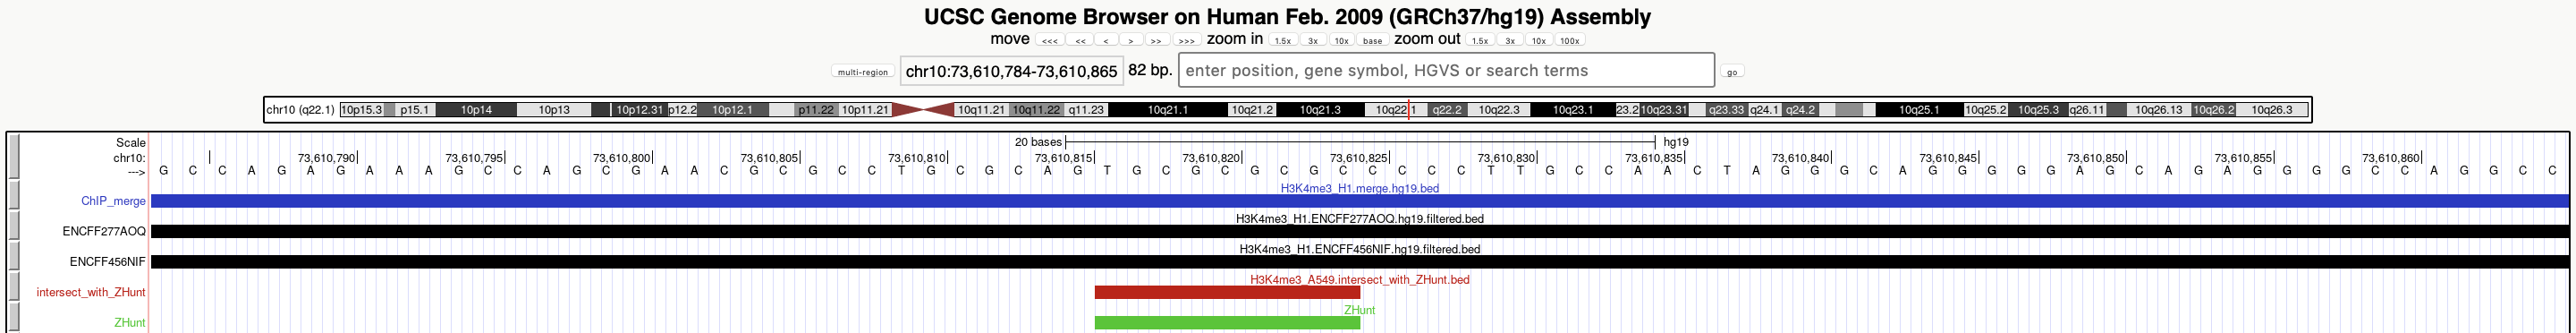 UCSC Genome Browser on Human Feb. 2009 (GRCh37/hg19) Assembly
move <<< << < > >> >>> zoom in 1.5x 3x 10x base zoom out 1.5x 3x 10x 100x
multi-region chr10:73,610,784-73,610,865 82 bp. enter position, gene symbol, HGVS or search terms go
chr10 (q22.1) 10p15.3 p15.1 10p14 10p13 10p12.31 p12.2 10p12.1 p11.22 10p11.21 10q11.21 10q11.22 q11.23 10q21.1 10q21.2 10q21.3 10q22.1 q22.2 10q22.3 10q23.1 23.2 10q23.31 q23.33 q24.1 q24.2 10q25.1 10q25.2 10q25.3 q26.11 10q26.13 10q26.2 10q26.3
Scale 20 bases hg19
chr10: 73,610,790 73,610,795 73,610,800 73,610,805 73,610,810 73,610,815 73,610,820 73,610,825 73,610,830 73,610,835 73,610,840 73,610,845 73,610,850 73,610,855 73,610,860
---> G C C A G A G A A A G C C A G C G A A C G C G C C T G C G C A G T G C G C G C G C C C C C T T G C C A A C T A G G G C A G G G G A G C A G A G G G G C C A G G C C
H3K4me3_H1.merge.hg19.bed
ChIP_merge
H3K4me3_H1.ENCFF277AOQ.hg19.filtered.bed
ENCFF277AOQ
H3K4me3_H1.ENCFF456NIF.hg19.filtered.bed
ENCFF456NIF
H3K4me3_A549.intersect_with_ZHunt.bed
intersect_with_ZHunt
ZHunt
ZHunt